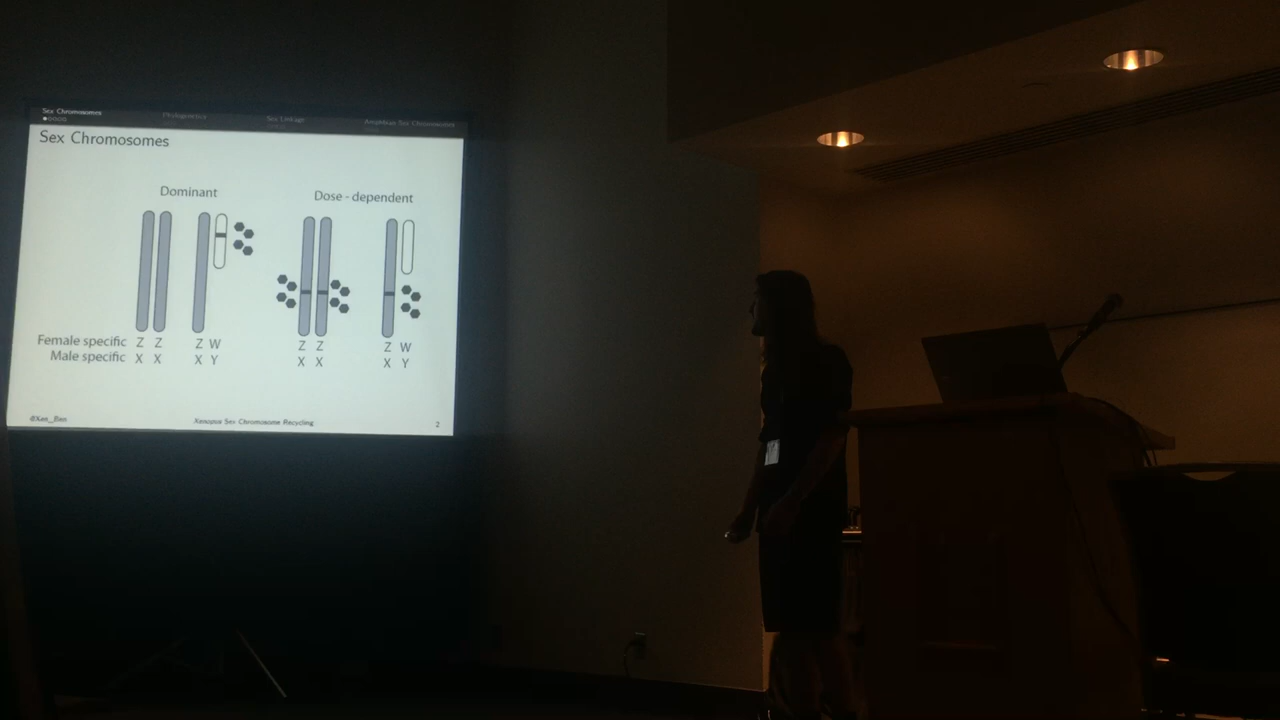 Sex Chromosomes Phylogenetics Sex Linkage Amphibian Sex Chromosomes
Sex Chromosomes
Dominant Dose - dependent
Female specific Z Z Z W Z Z Z W
Male specific X X X Y X X X Y
@Xen_Ben Xenopus Sex Chromosome Recycling 2